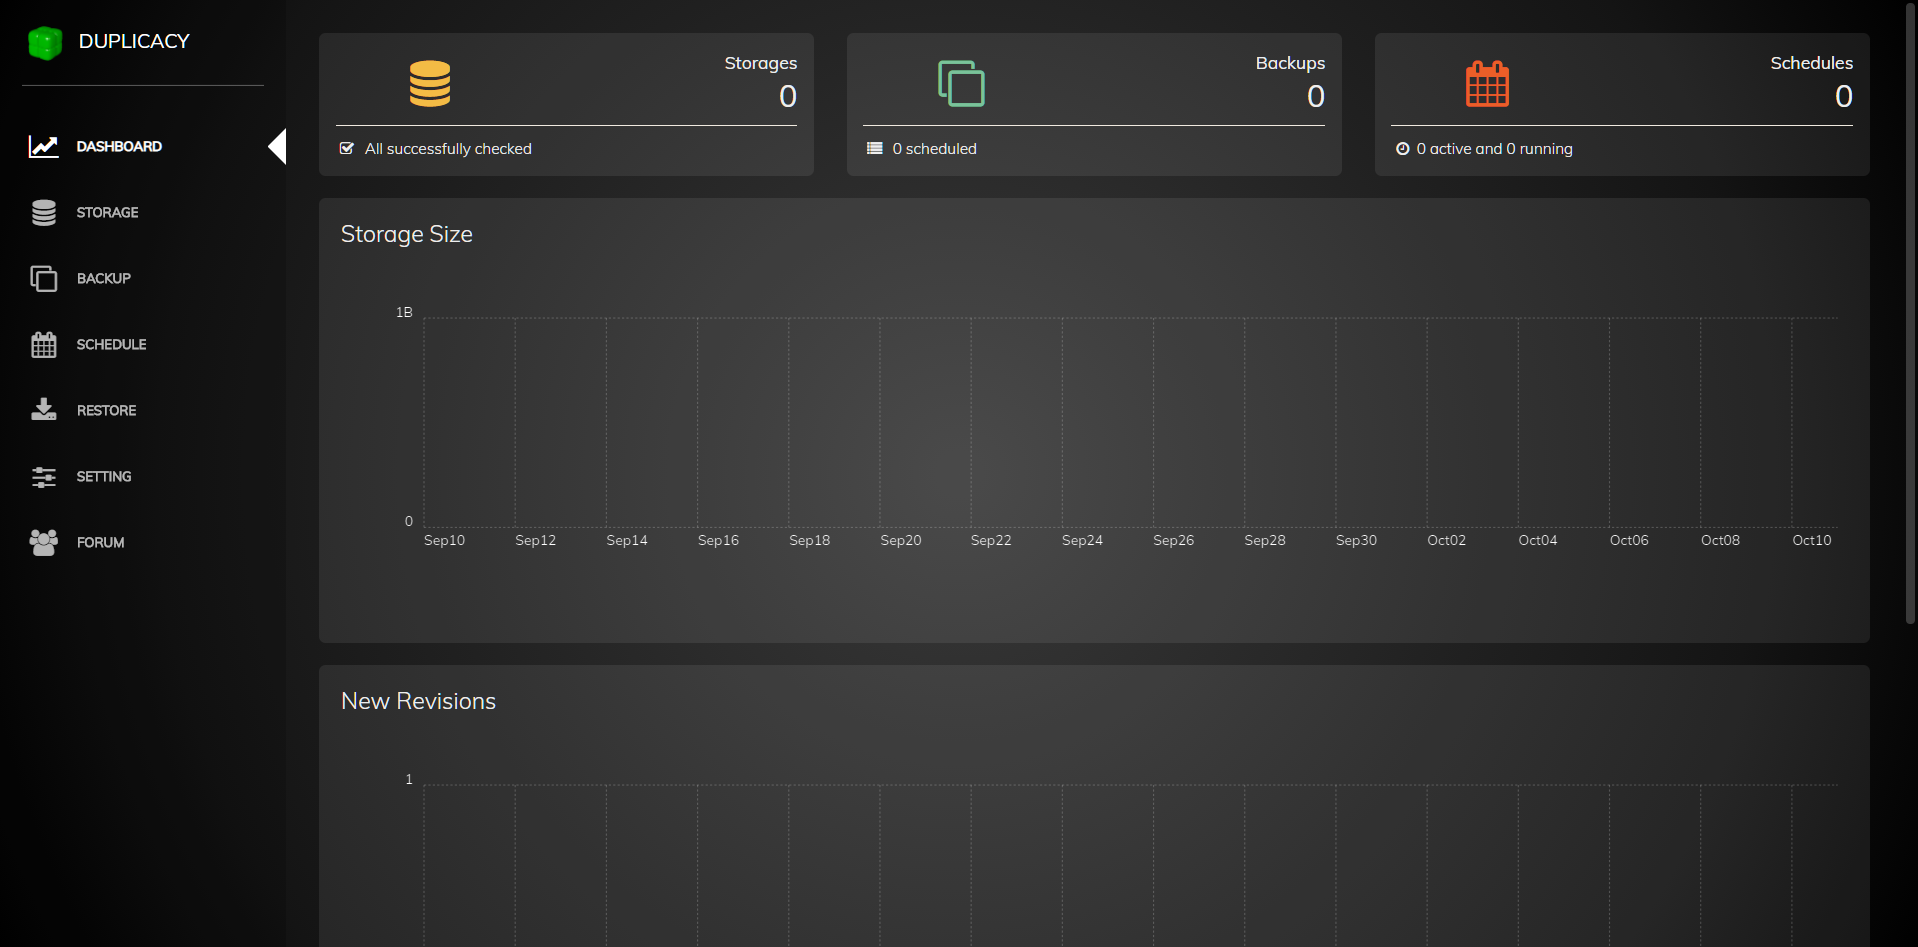 DUPLICACY
DASHBOARD
STORAGE
BACKUP
SCHEDULE
RESTORE
SETTING
FORUM
Storages
0
All successfully checked
Backups
0
0 scheduled
Schedules
0
0 active and 0 running
Storage Size
1B
0
Sep10 Sep12 Sep14 Sep16 Sep18 Sep20 Sep22 Sep24 Sep26 Sep28 Sep30 Oct02 Oct04 Oct06 Oct08 Oct10
New Revisions
1